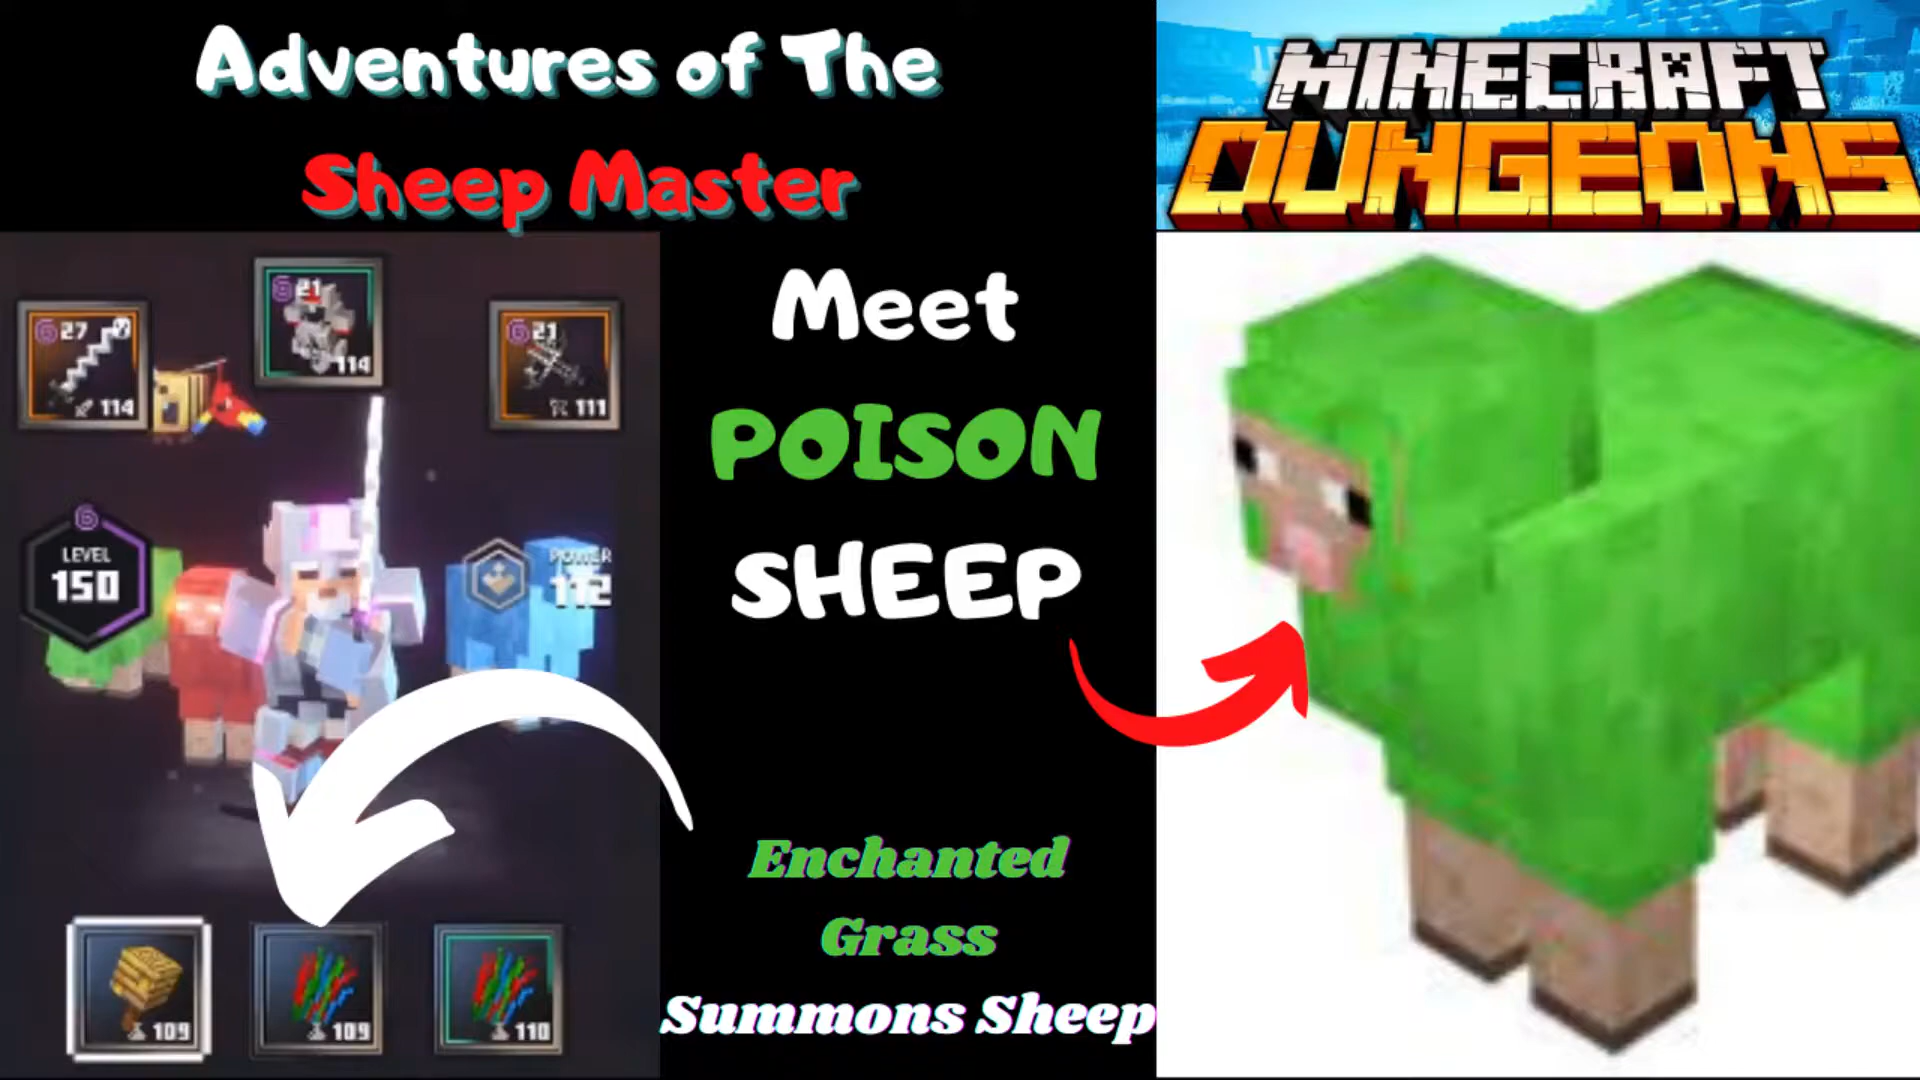 Adventures of The
Sheep Master
MINECRAFT
DUNGEONS
27
114
21
114
21
111
LEVEL
150
POWER
112
Meet
POISON
SHEEP
Enchanted
Grass
Summons Sheep
109
109
110